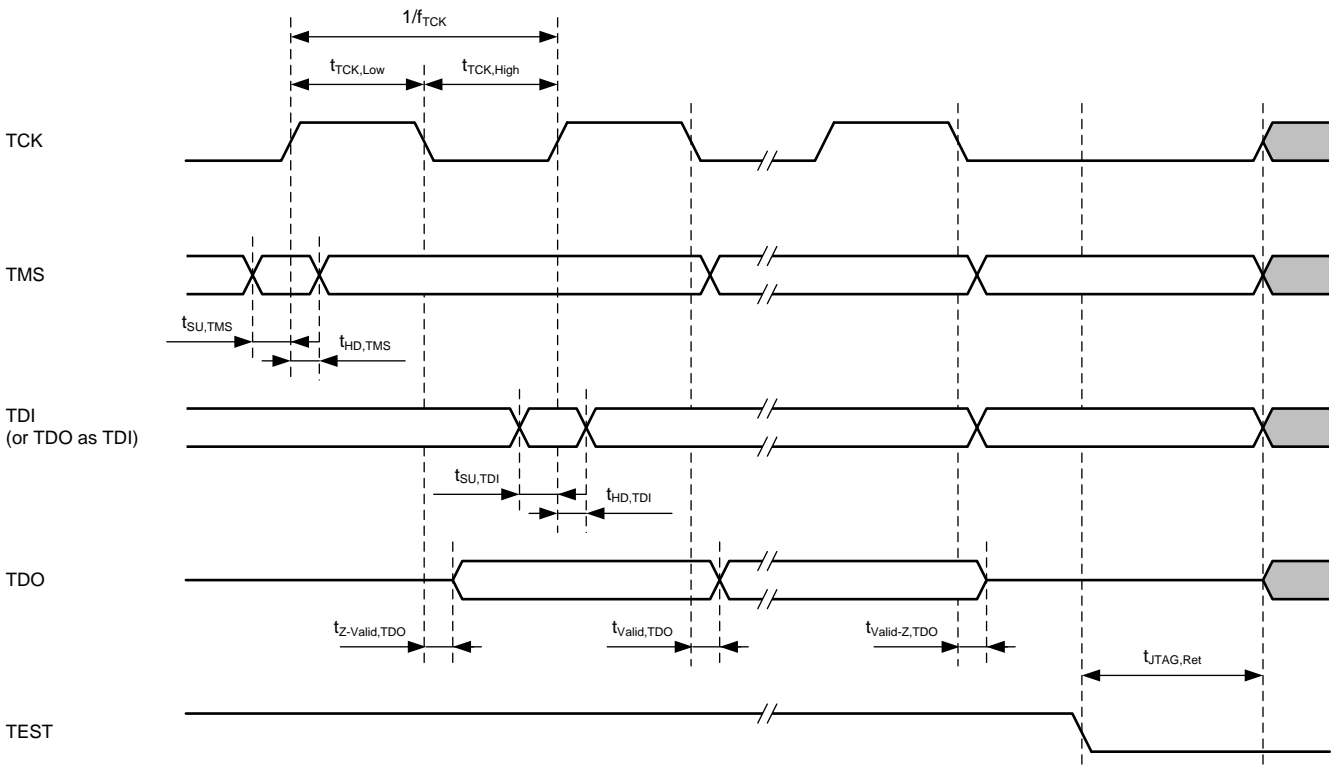 1/fTCK
tTCK,Low
tTCK,High
TCK
TMS
tSU,TMS
tHD,TMS
TDI
(or TDO as TDI)
tSU,TDI
tHD,TDI
TDO
tZ-Valid,TDO
tValid,TDO
tValid-Z,TDO
tJTAG,Ret
TEST